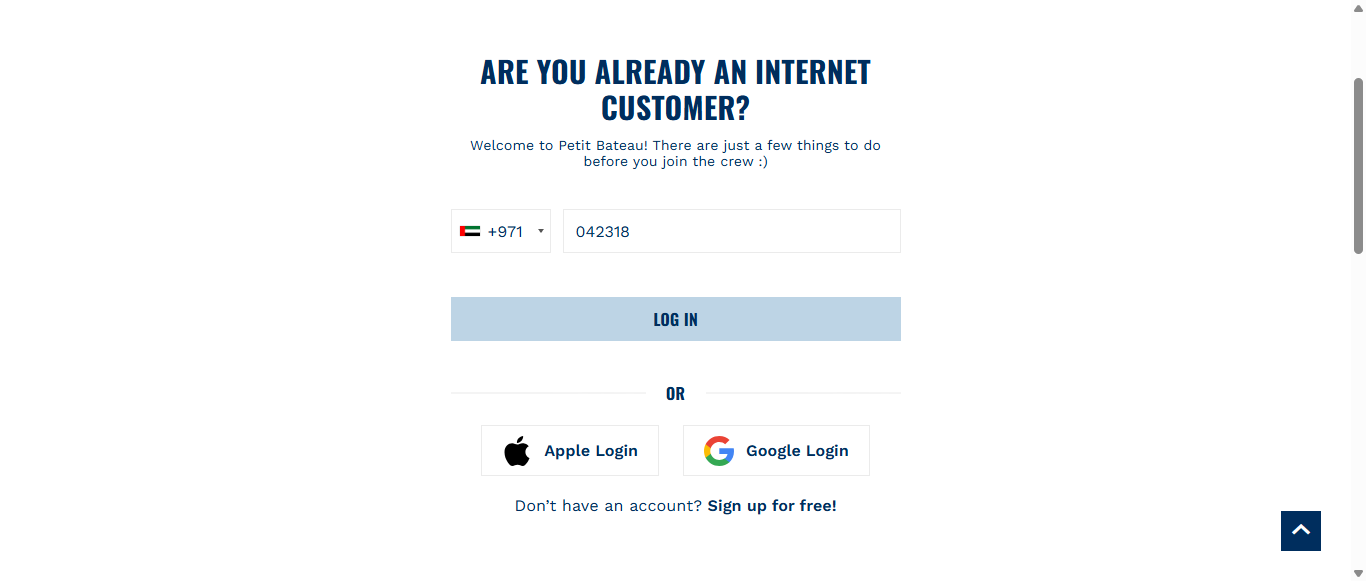 ARE YOU ALREADY AN INTERNET
CUSTOMER?
Welcome to Petit Bateau! There are just a few things to do
before you join the crew :)
+971
042318
LOG IN
OR
Apple Login
Google Login
Don’t have an account? Sign up for free!